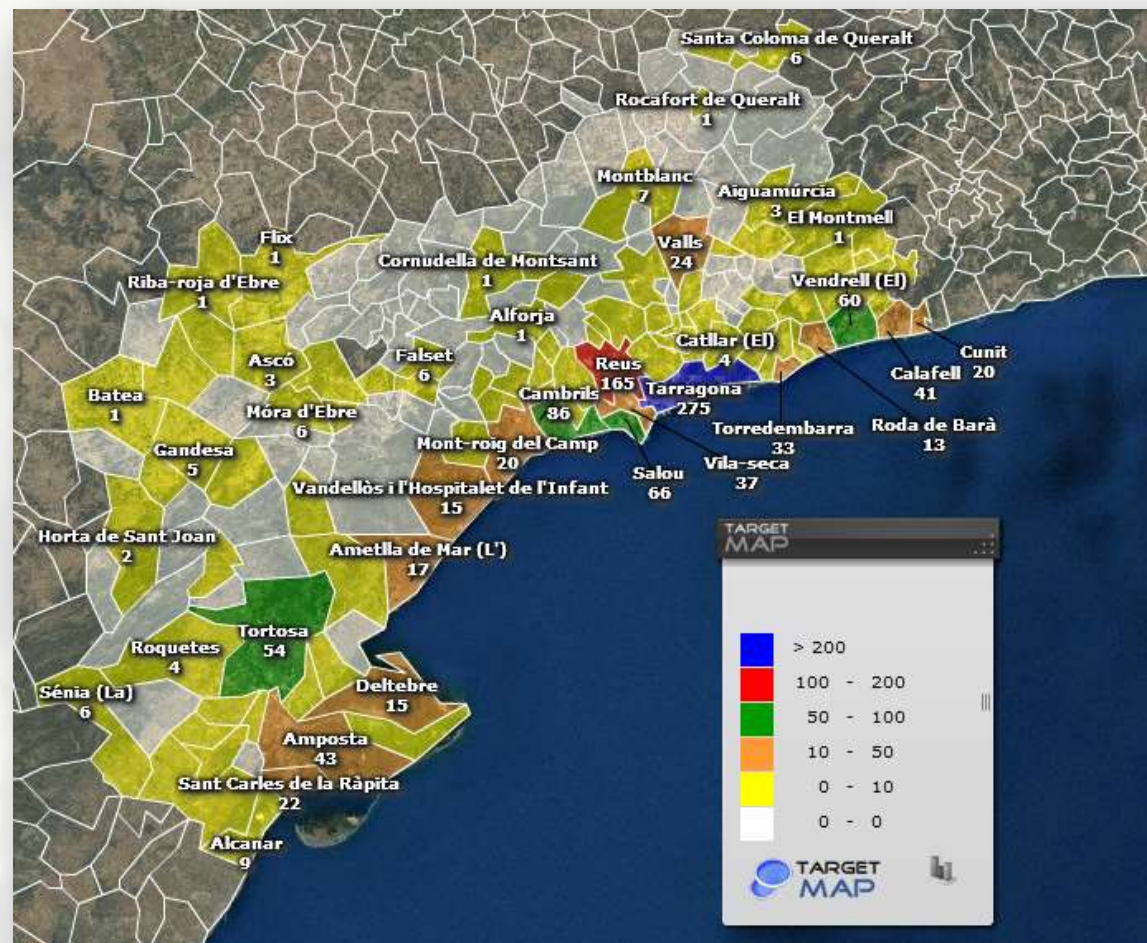 Santa Coloma de Queralt
6
Rocafort de Queralt
1
Montblanc
7
Aiguamúrcia
3
El Montmell
1
Flix
1
Valls
24
Cornudella de Montsant
1
Riba-roja d'Ebre
1
Vendrell (El)
60
Alforja
1
Catllar (El)
4
Ascó
3
Falset
6
Reus
165
Cunit
20
Calafell
41
Batea
1
Cambrils
86
Tarragona
275
Móra d'Ebre
6
Roda de Barà
13
Torredembarra
33
Gandesa
5
Mont-roig del Camp
20
Vila-seca
37
Salou
66
Vandellòs i l'Hospitalet de l'Infant
15
Horta de Sant Joan
2
Ametlla de Mar (L')
17
Tortosa
54
Roquetes
4
Deltebre
15
Sénia (La)
6
Amposta
43
Sant Carles de la Ràpita
22
Alcanar
9
TARGET
MAP
> 200
100 - 200
50 - 100
10 - 50
0 - 10
0 - 0
TARGET
MAP